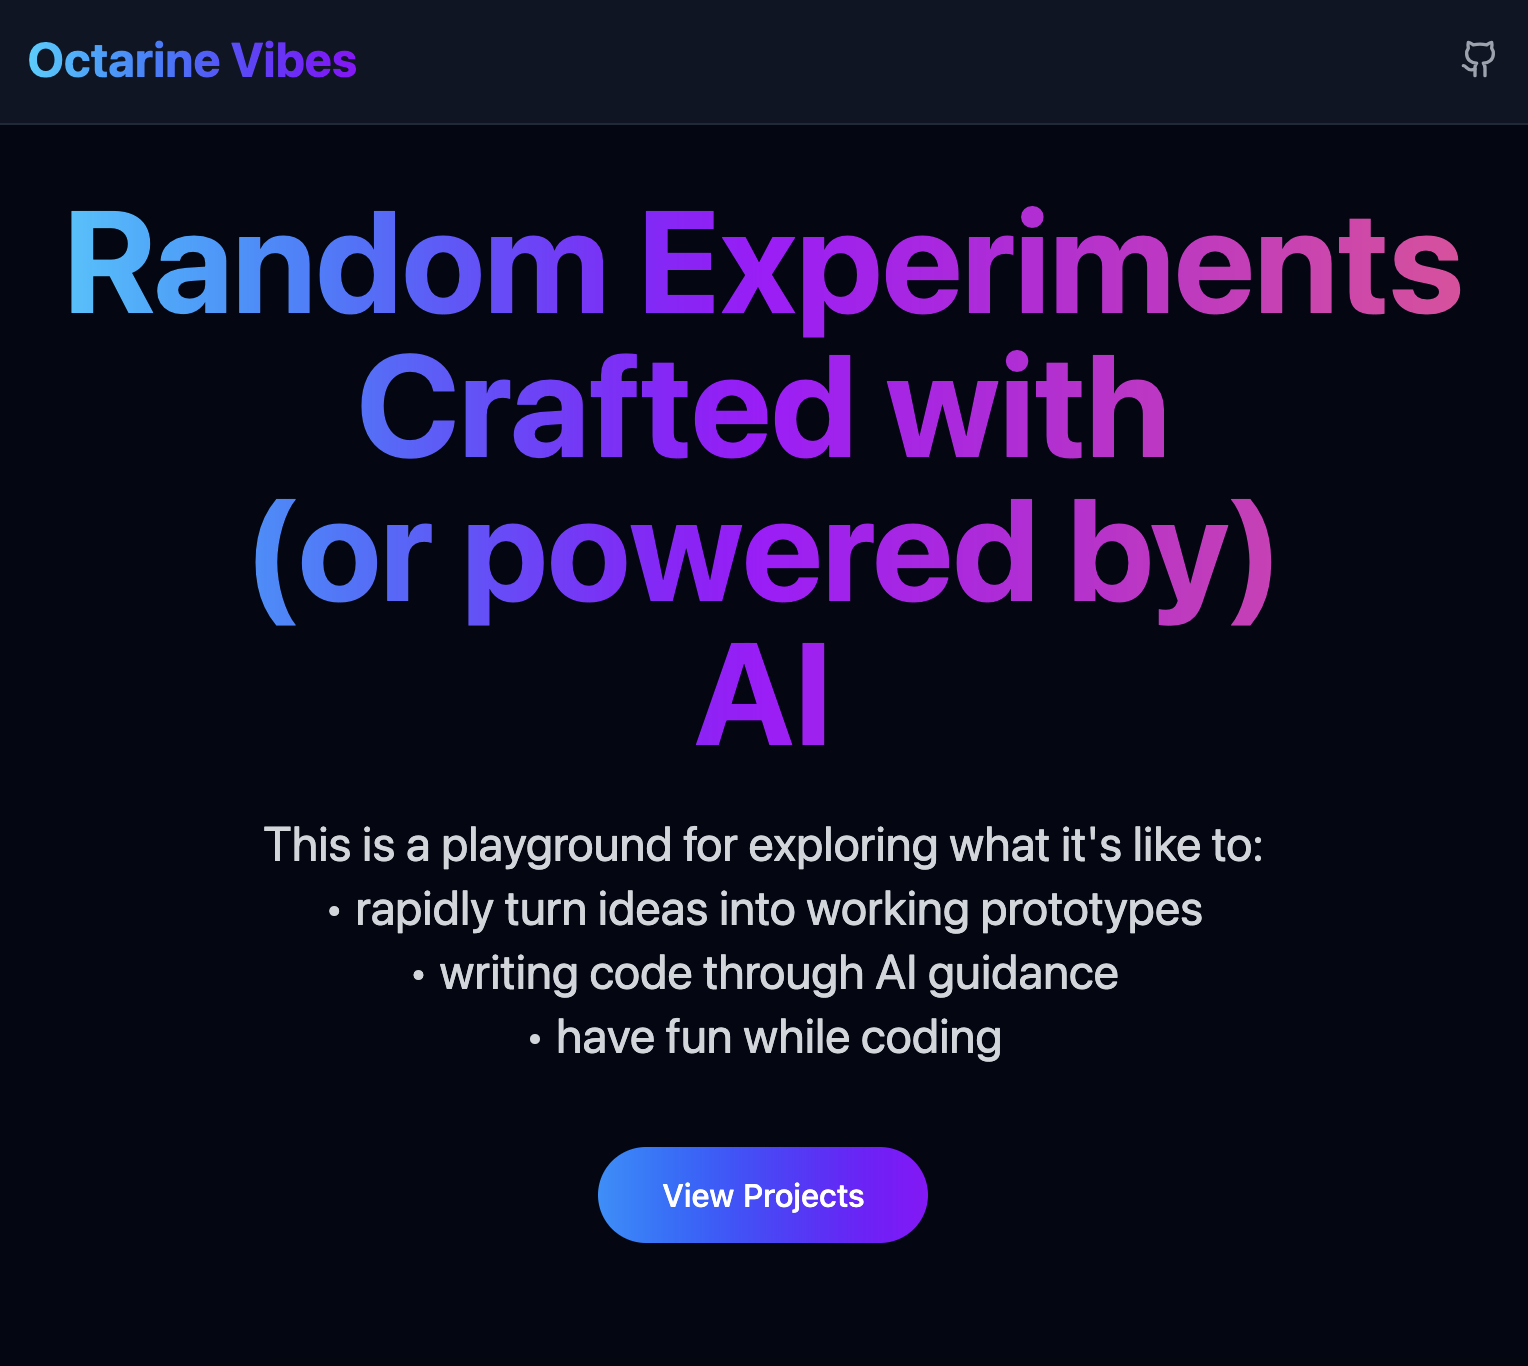 Octarine Vibes
Random Experiments
Crafted with
(or powered by)
AI
This is a playground for exploring what it's like to:
• rapidly turn ideas into working prototypes
• writing code through AI guidance
• have fun while coding
View Projects